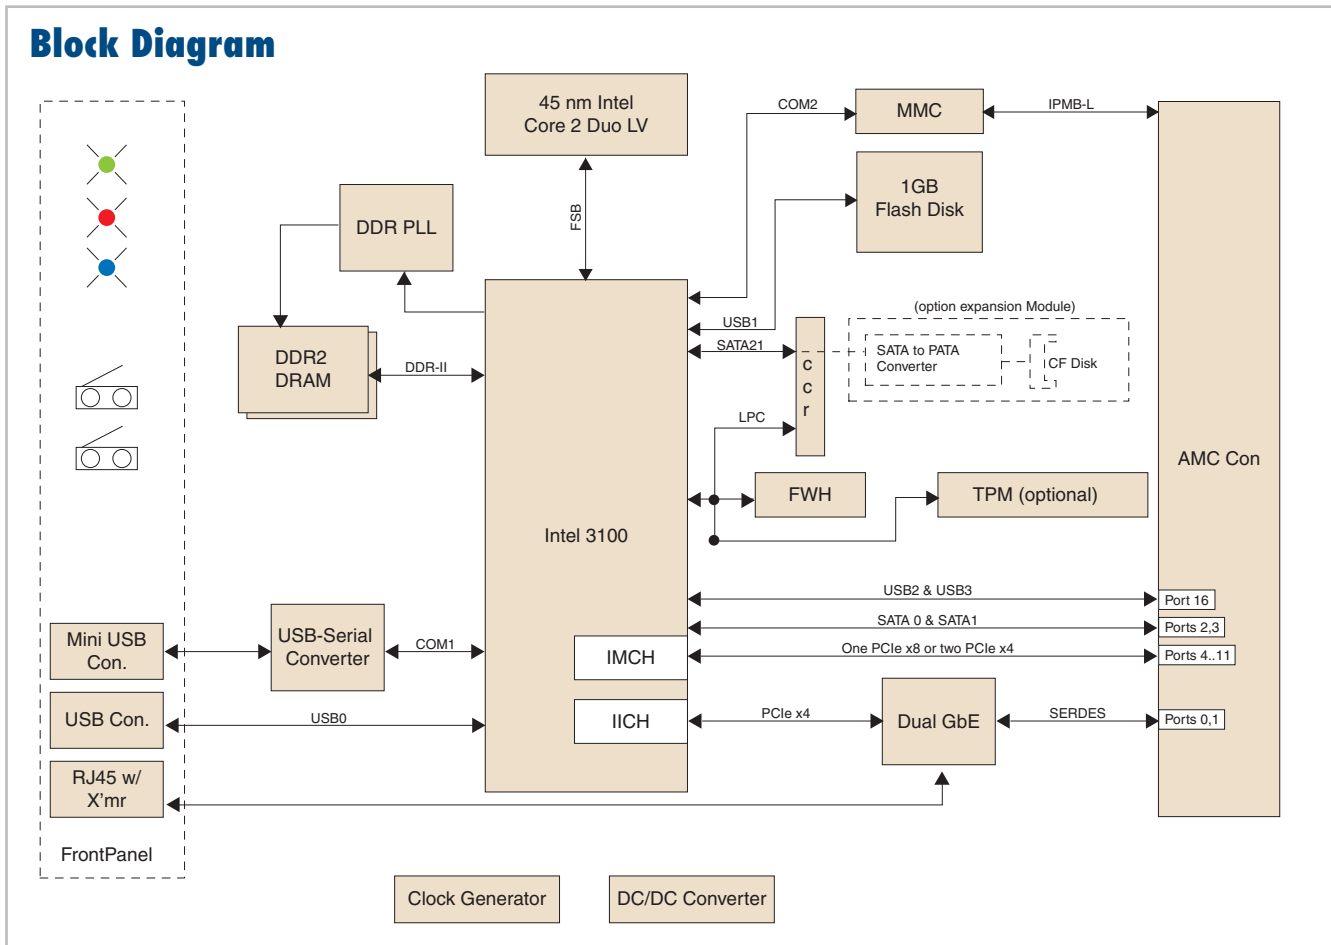 Block Diagram
45 nm Intel
Core 2 Duo LV
COM2
MMC
IPMB-L
1GB
Flash Disk
FSB
DDR PLL
USB1
SATA21
(option expansion Module)
SATA to PATA
Converter
CF Disk
c
c
r
DDR2
DRAM
DDR-II
LPC
AMC Con
FWH
TPM (optional)
Intel 3100
USB2 & USB3
Port 16
SATA 0 & SATA1
Ports 2,3
One PCIe x8 or two PCIe x4
Ports 4..11
Mini USB
Con.
USB-Serial
Converter
COM1
IMCH
USB Con.
USB0
IICH
PCIe x4
Dual GbE
SERDES
Ports 0,1
RJ45 w/
X'mr
FrontPanel
Clock Generator
DC/DC Converter